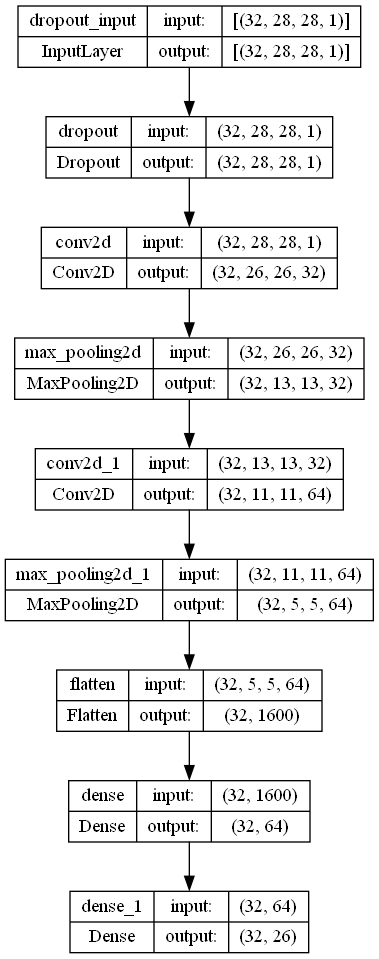 dropout_input input: [(32, 28, 28, 1)]
InputLayer output: [(32, 28, 28, 1)]
dropout input: (32, 28, 28, 1)
Dropout output: (32, 28, 28, 1)
conv2d input: (32, 28, 28, 1)
Conv2D output: (32, 26, 26, 32)
max_pooling2d input: (32, 26, 26, 32)
MaxPooling2D output: (32, 13, 13, 32)
conv2d_1 input: (32, 13, 13, 32)
Conv2D output: (32, 11, 11, 64)
max_pooling2d_1 input: (32, 11, 11, 64)
MaxPooling2D output: (32, 5, 5, 64)
flatten input: (32, 5, 5, 64)
Flatten output: (32, 1600)
dense input: (32, 1600)
Dense output: (32, 64)
dense_1 input: (32, 64)
Dense output: (32, 26)